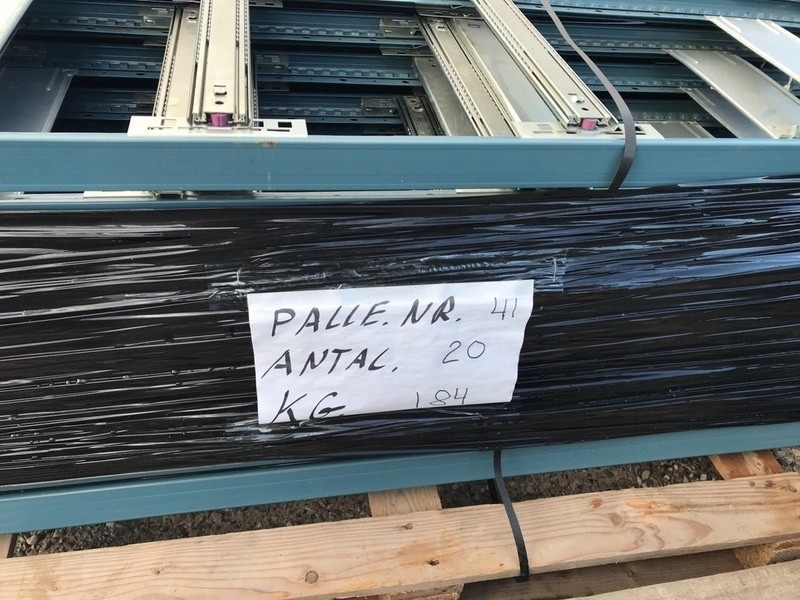 PALLE. NR. 41
ANTAL. 20
KG 184